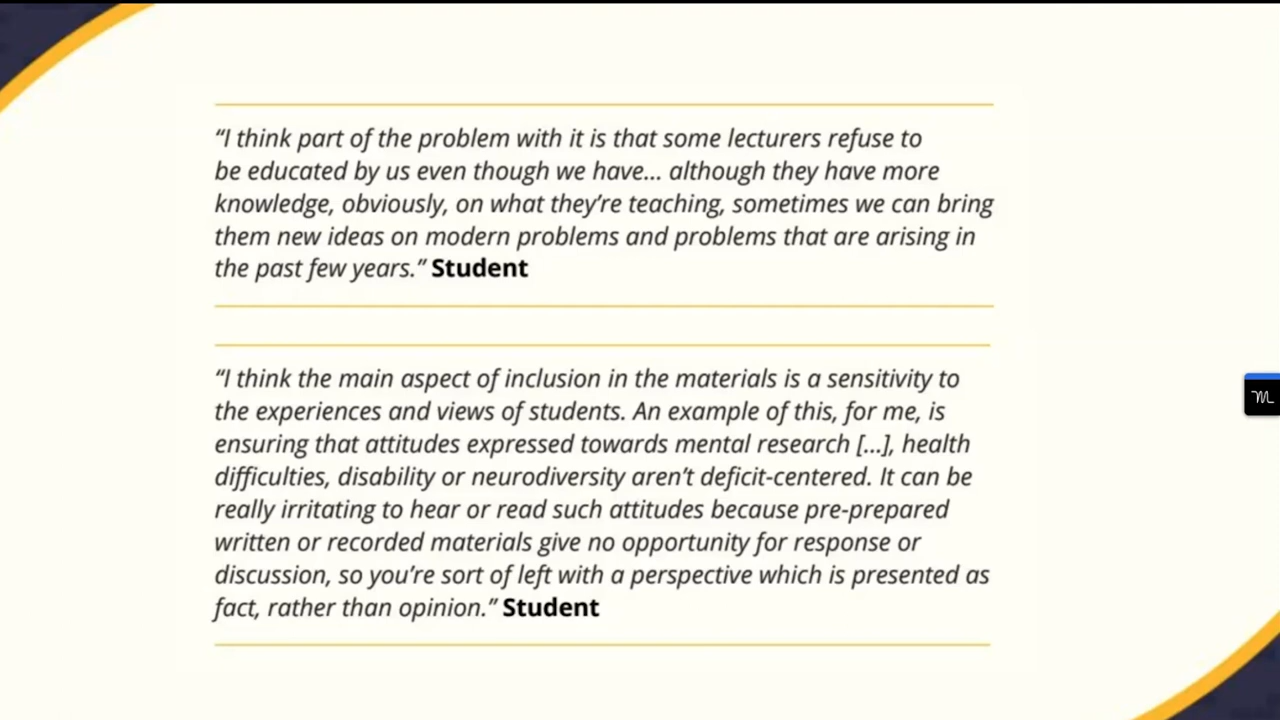 “I think part of the problem with it is that some lecturers refuse to
be educated by us even though we have... although they have more
knowledge, obviously, on what they’re teaching, sometimes we can bring
them new ideas on modern problems and problems that are arising in
the past few years.” Student
“I think the main aspect of inclusion in the materials is a sensitivity to
the experiences and views of students. An example of this, for me, is
ensuring that attitudes expressed towards mental research [...], health
difficulties, disability or neurodiversity aren’t deficit-centered. It can be
really irritating to hear or read such attitudes because pre-prepared
written or recorded materials give no opportunity for response or
discussion, so you’re sort of left with a perspective which is presented as
fact, rather than opinion.” Student